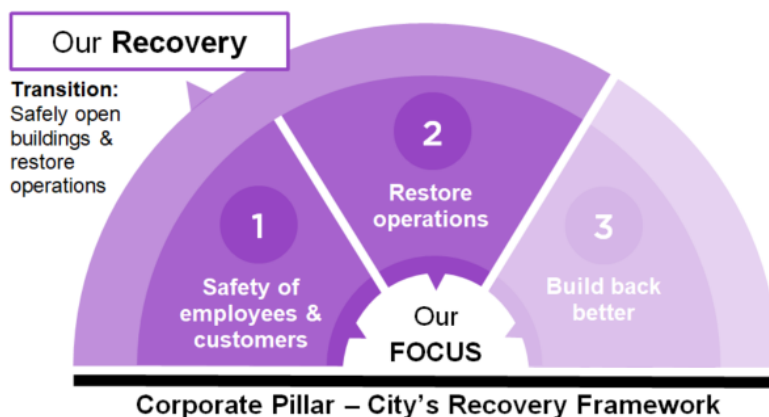 Our Recovery
Transition:
Safely open
buildings &
restore
operations
1
Safety of
employees &
customers
2
Restore
operations
3
Build back
better
Our
FOCUS
Corporate Pillar – City's Recovery Framework